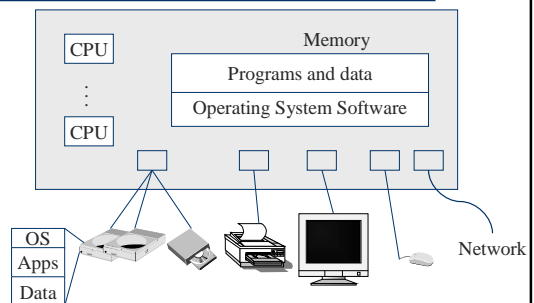 CPU
Memory
Programs and data
Operating System Software
CPU
OS
Apps
Data
Network